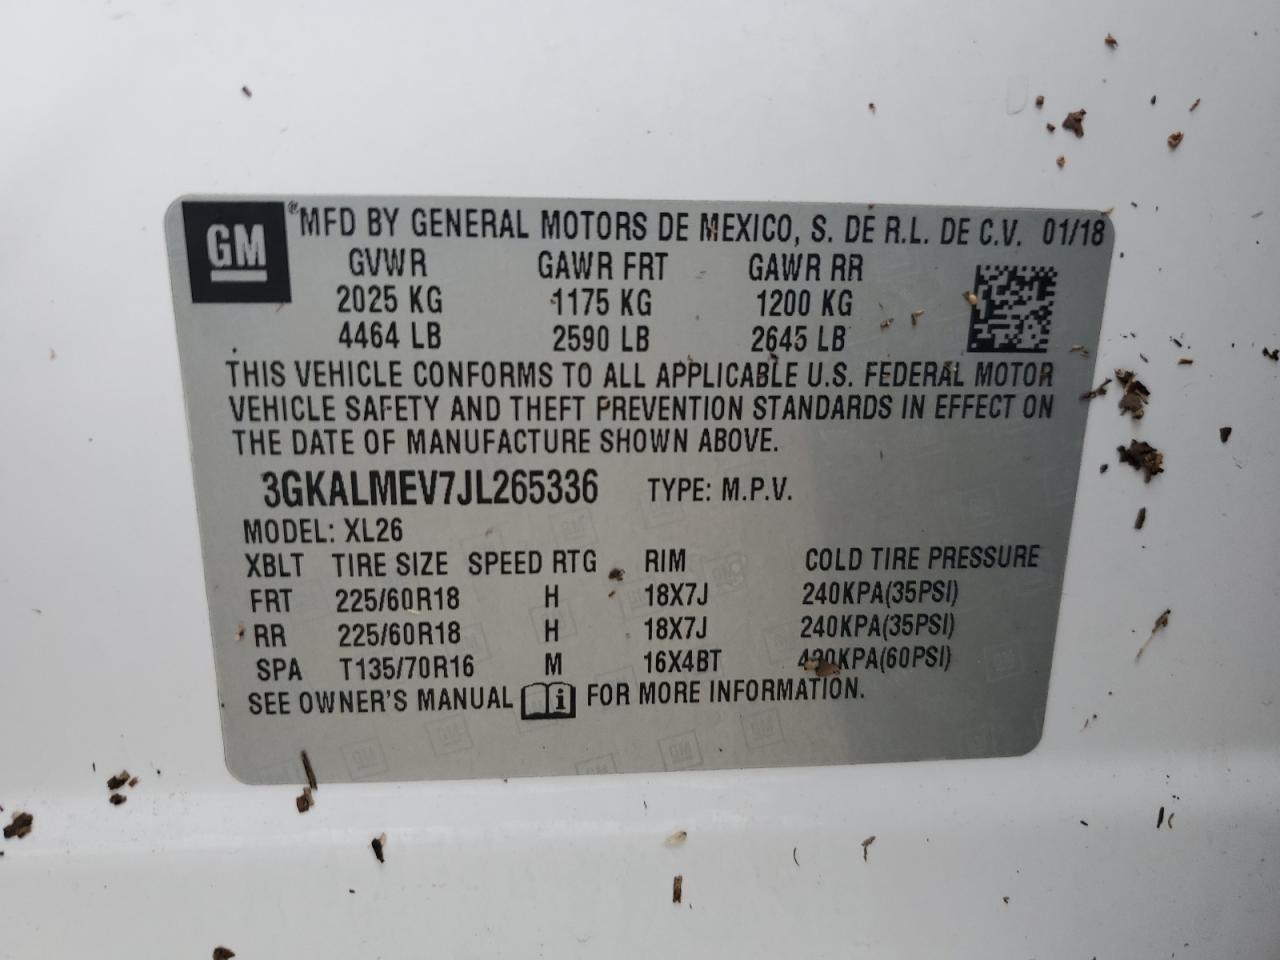 GM ® MFD BY GENERAL MOTORS DE MEXICO, S. DE R.L. DE C.V. 01/18
GVWR GAWR FRT GAWR RR
2025 KG 1175 KG 1200 KG
4464 LB 2590 LB 2645 LB
THIS VEHICLE CONFORMS TO ALL APPLICABLE U.S. FEDERAL MOTOR
VEHICLE SAFETY AND THEFT PREVENTION STANDARDS IN EFFECT ON
THE DATE OF MANUFACTURE SHOWN ABOVE.
3GKALMEV7JL265336 TYPE: M.P.V.
MODEL: XL26
XBLT TIRE SIZE SPEED RTG RIM COLD TIRE PRESSURE
FRT 225/60R18 H 18X7J 240KPA(35PSI)
RR 225/60R18 H 18X7J 240KPA(35PSI)
SPA T135/70R16 M 16X4BT 420KPA(60PSI)
SEE OWNER'S MANUAL i FOR MORE INFORMATION.